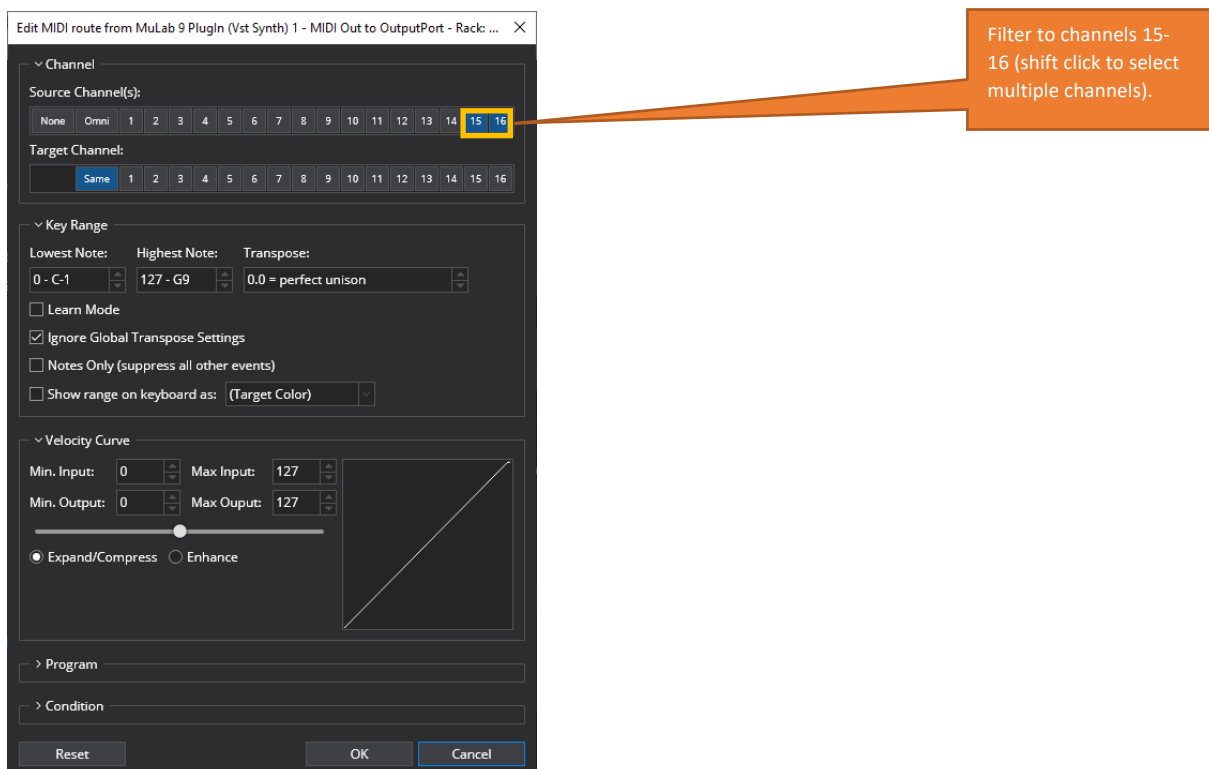 Edit MIDI route from MuLab 9 PlugIn (Vst Synth) 1 - MIDI Out to OutputPort - Rack: ...
Channel
Source Channel(s):
None Omni 1 2 3 4 5 6 7 8 9 10 11 12 13 14 15 16
Target Channel:
Same 1 2 3 4 5 6 7 8 9 10 11 12 13 14 15 16
Key Range
Lowest Note: Highest Note: Transpose:
0 - C-1 127 - G9 0.0 = perfect unison
Learn Mode
Ignore Global Transpose Settings
Notes Only (suppress all other events)
Show range on keyboard as: (Target Color)
Velocity Curve
Min. Input: 0 Max Input: 127
Min. Output: 0 Max Ouput: 127
Expand/Compress Enhance
Program
Condition
Reset OK Cancel
Filter to channels 15-
16 (shift click to select
multiple channels).